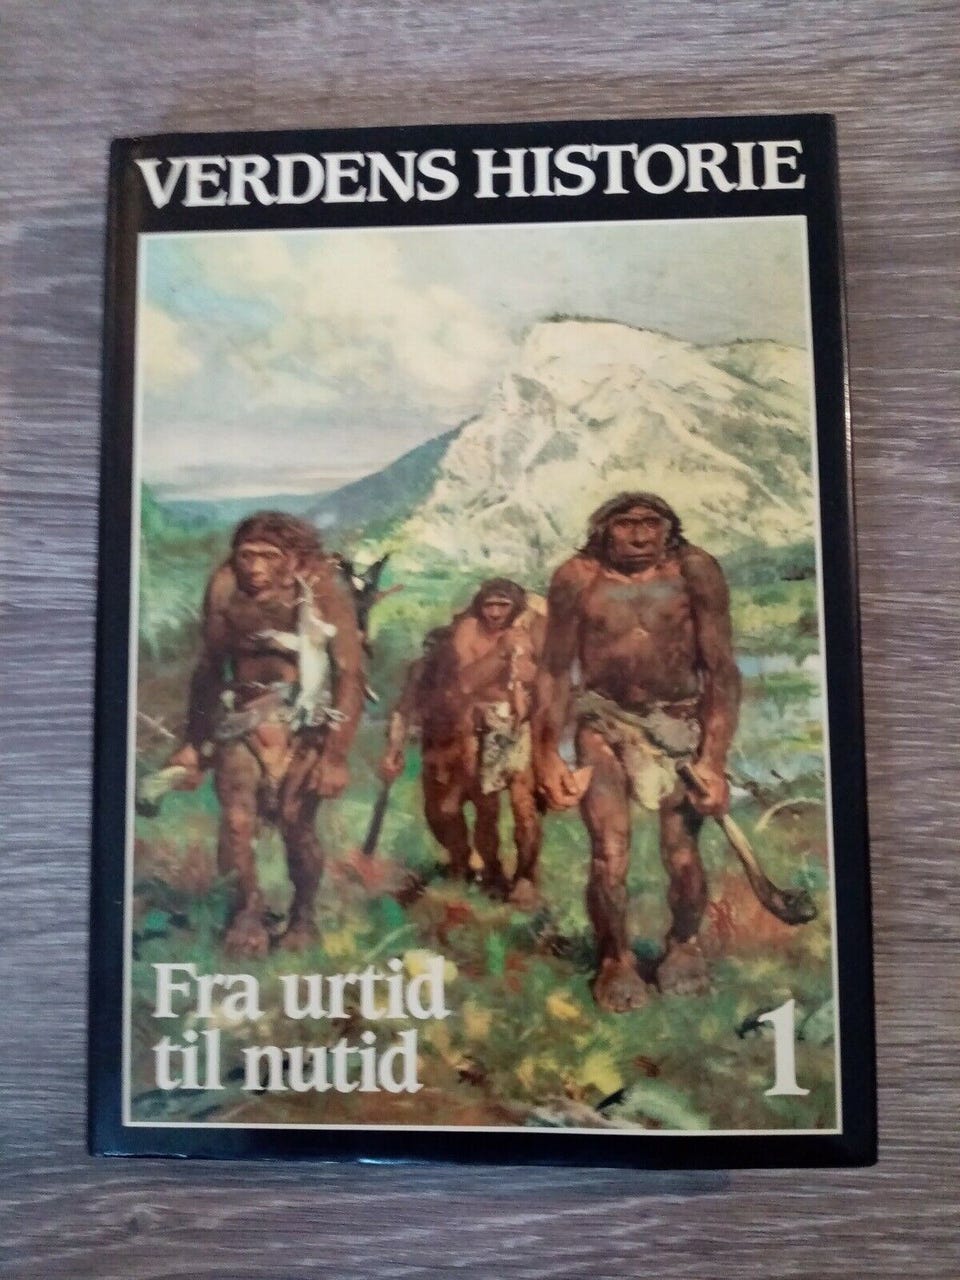 VERDENS HISTORIE
Fra urtid
til nutid
1